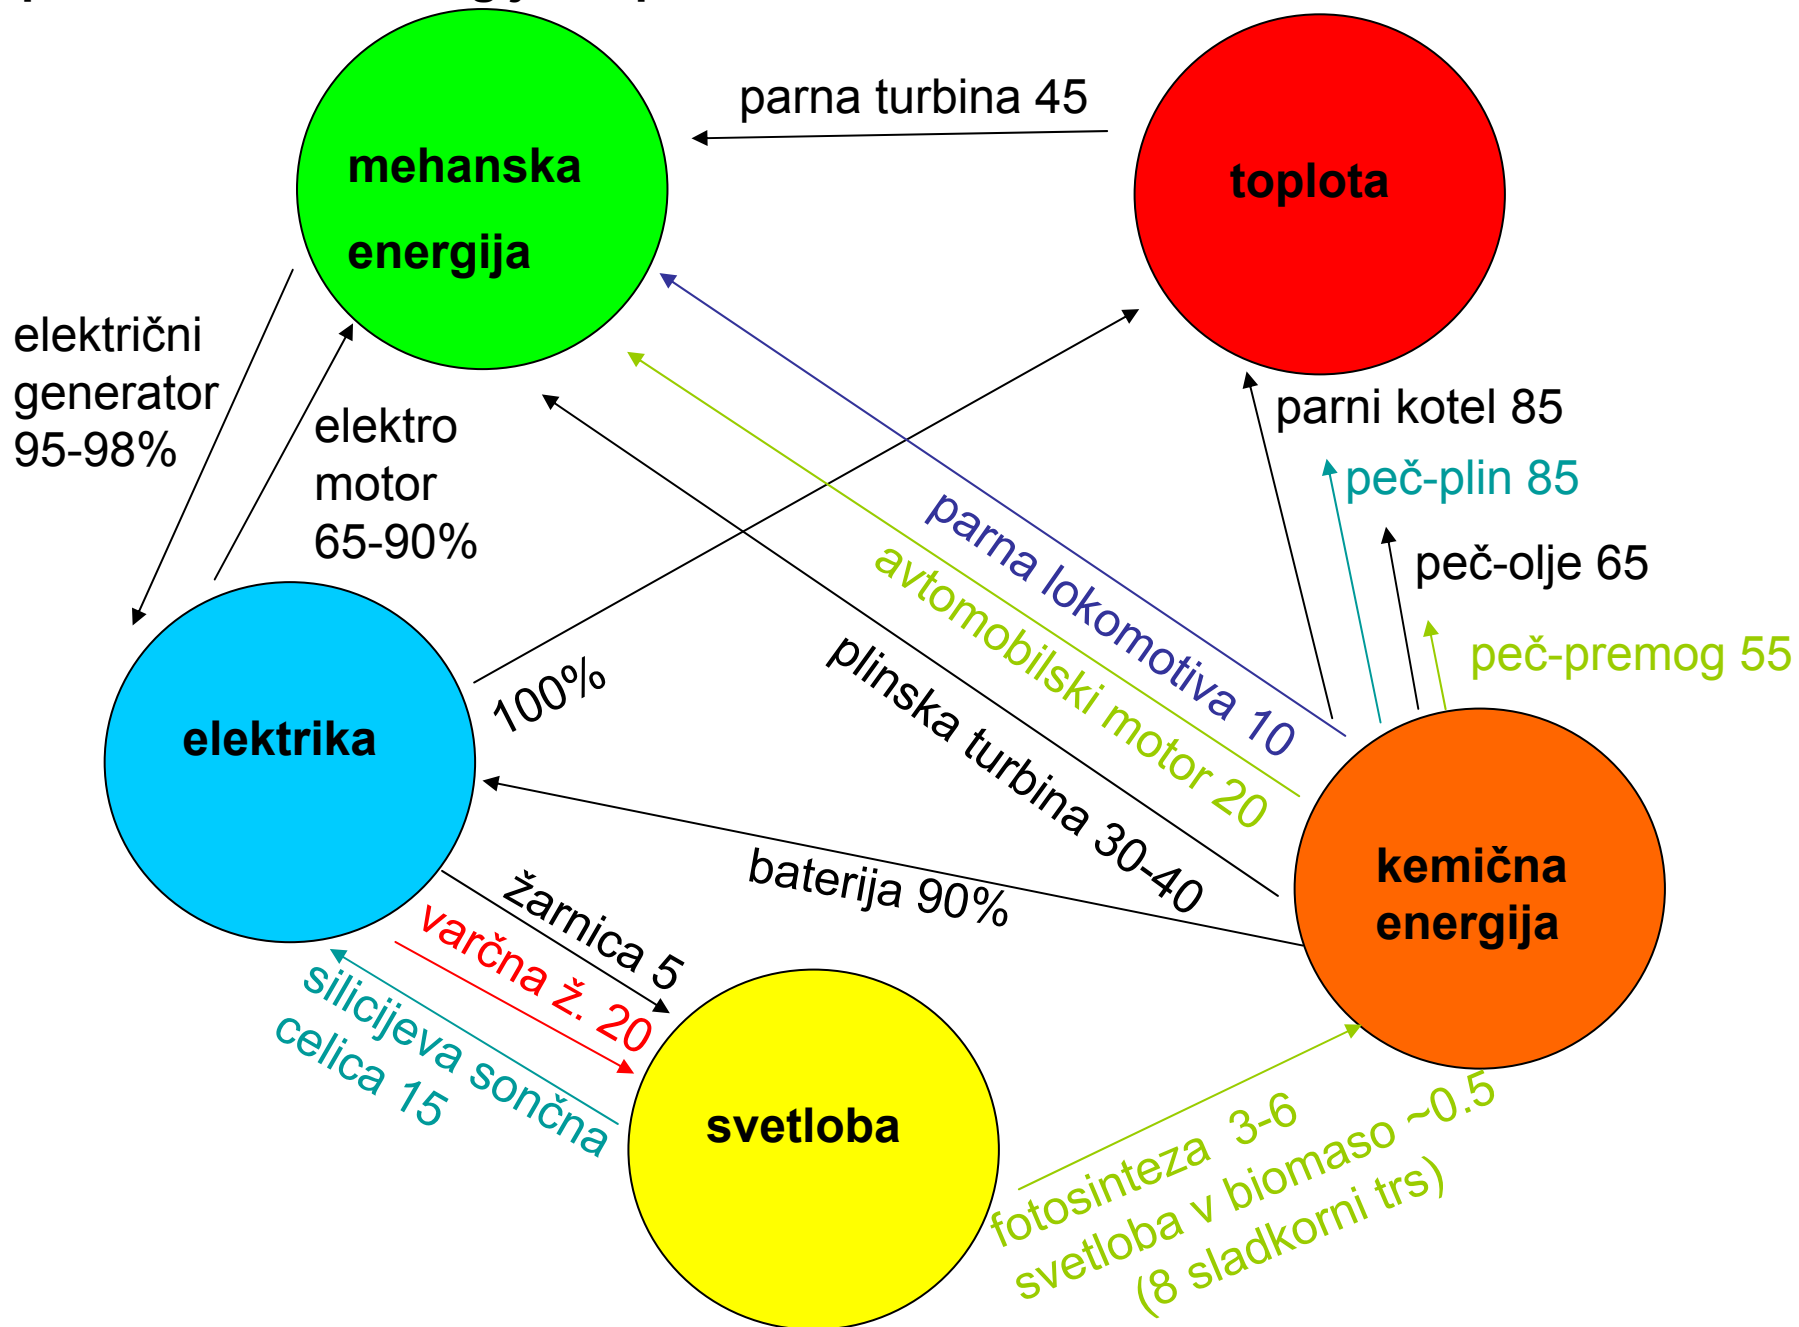 parna turbina 45
mehanska
energija
toplota
električni
generator
95-98%
elektro
motor
65-90%
parni kotel 85
peč-plin 85
peč-olje 65
peč-premog 55
parna lokomotiva 10
avtomobilski motor 20
plinska turbina 30-40
100%
elektrika
baterija 90%
kemična
energija
žarnica 5
varčna ž. 20
silicijeva sončna
celica 15
svetloba
fotosinteza 3-6
svetloba v biomaso ~0.5
(8 sladkorni trs)